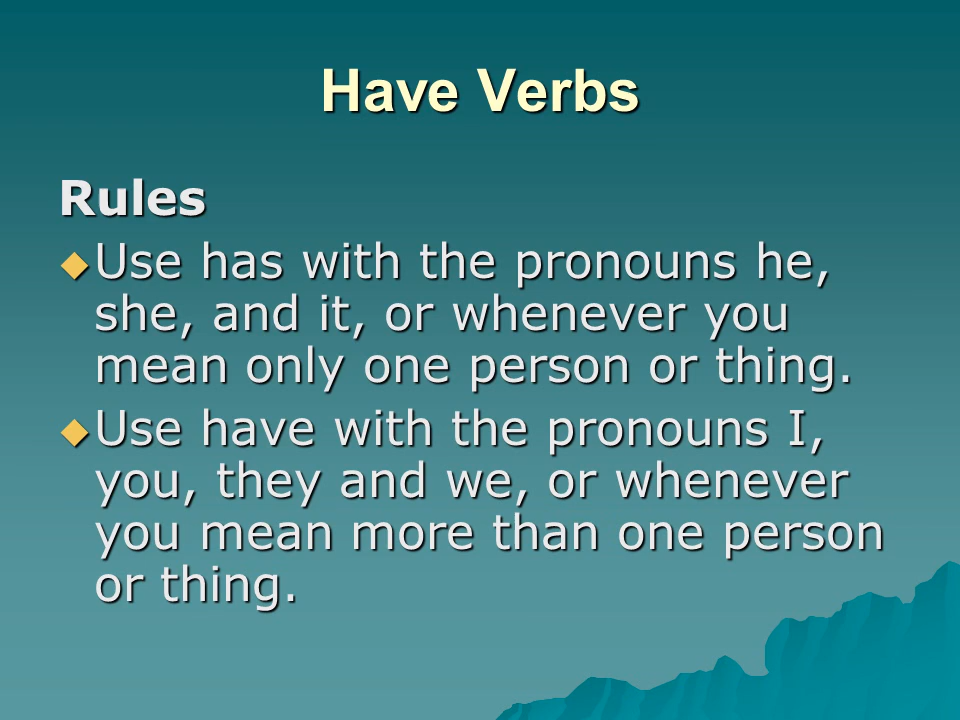 Have Verbs
Rules
Use has with the pronouns he,
she, and it, or whenever you
mean only one person or thing.
Use have with the pronouns I,
you, they and we, or whenever
you mean more than one person
or thing.